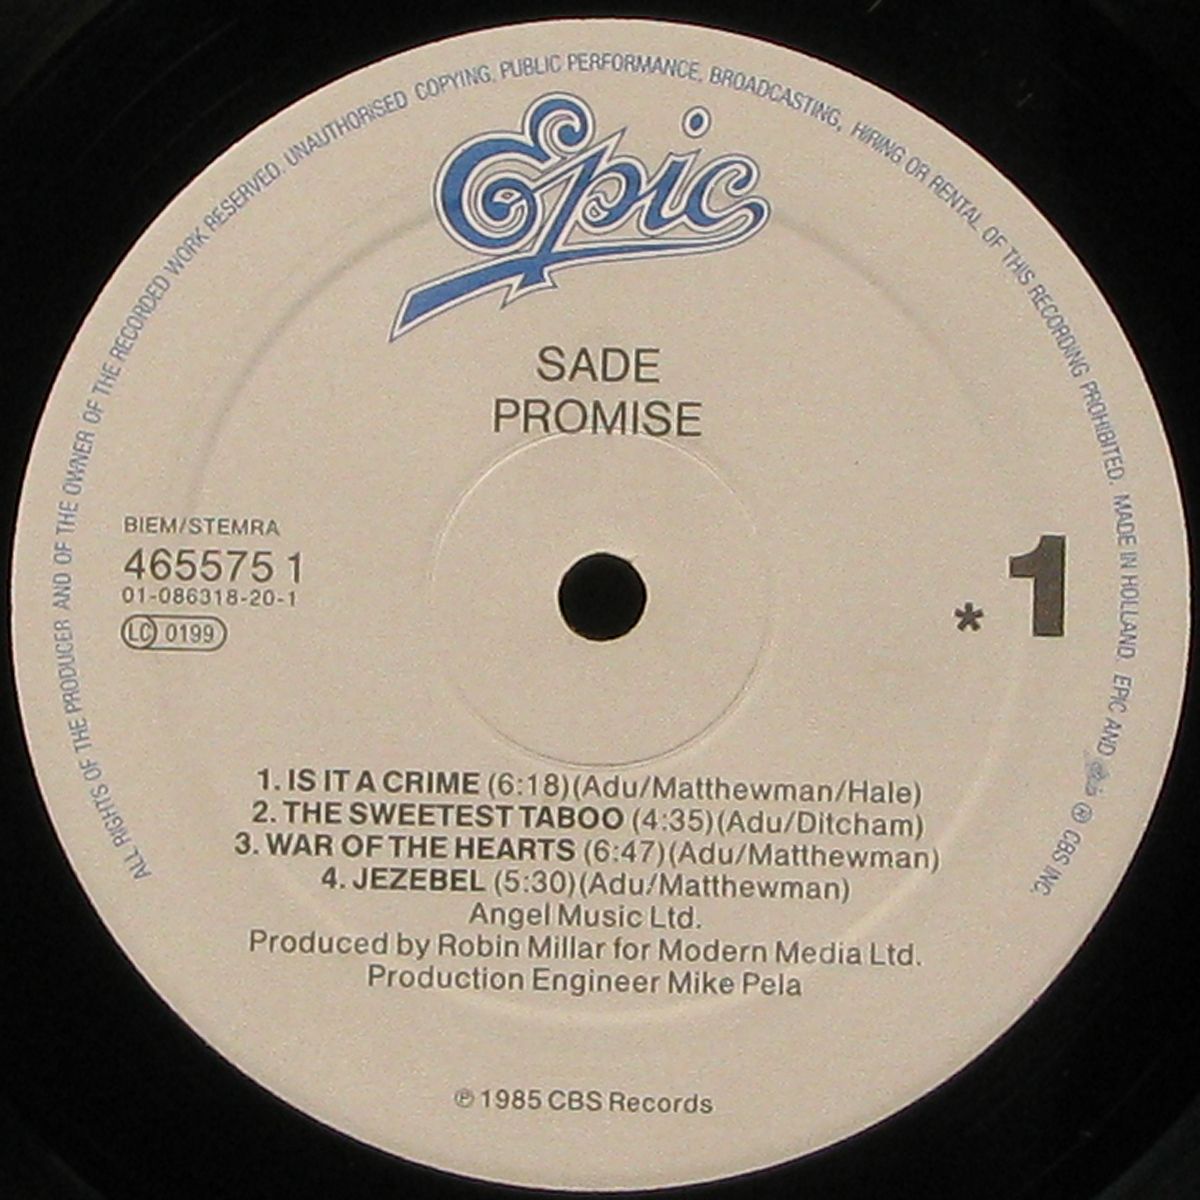 ALL RIGHTS OF THE PRODUCER AND OF THE OWNER OF THE RECORDED WORK RESERVED. UNAUTHORISED COPYING, PUBLIC PERFORMANCE, BROADCASTING, HIRING OR RENTAL OF THIS RECORDING PROHIBITED. MADE IN HOLLAND. EPIC AND Epic ® CBS INC.
Epic
SADE
PROMISE
BIEM/STEMRA
465575 1
01-086318-20-1
LC 0199
* 1
1. IS IT A CRIME (6:18)(Adu/Matthewman/Hale)
2. THE SWEETEST TABOO (4:35)(Adu/Ditcham)
3. WAR OF THE HEARTS (6:47)(Adu/Matthewman)
4. JEZEBEL (5:30)(Adu/Matthewman)
Angel Music Ltd.
Produced by Robin Millar for Modern Media Ltd.
Production Engineer Mike Pela
℗ 1985 CBS Records